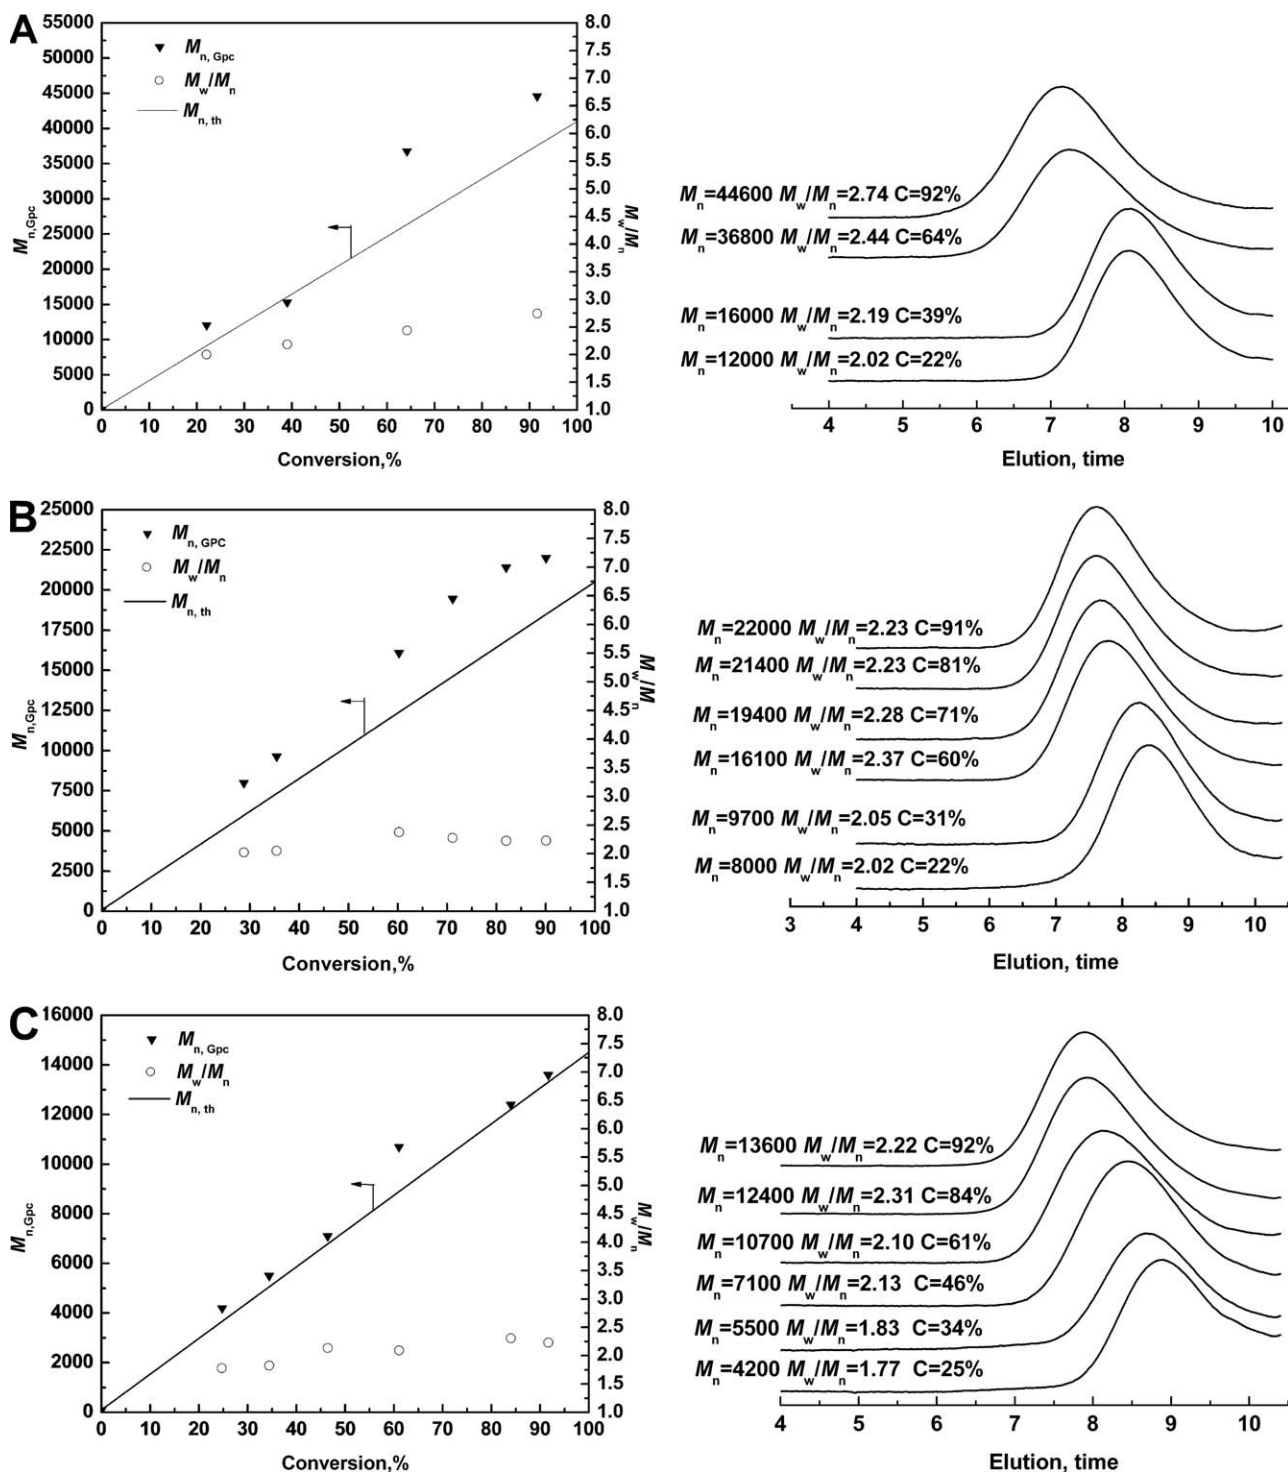 A
55000
50000
45000
40000
35000
30000
25000
20000
15000
10000
5000
0
Mn,Gpc
Mn, Gpc
Mw/Mn
Mn, th
8.0
7.5
7.0
6.5
6.0
5.5
5.0
4.5
4.0
3.5
3.0
2.5
2.0
1.5
1.0
Mw/Mn
0 10 20 30 40 50 60 70 80 90 100
Conversion,%
Mn=44600 Mw/Mn=2.74 C=92%
Mn=36800 Mw/Mn=2.44 C=64%
Mn=16000 Mw/Mn=2.19 C=39%
Mn=12000 Mw/Mn=2.02 C=22%
4 5 6 7 8 9 10
Elution, time
B
25000
22500
20000
17500
15000
12500
10000
7500
5000
2500
0
Mn,Gpc
Mn, GPC
Mw/Mn
Mn, th
8.0
7.5
7.0
6.5
6.0
5.5
5.0
4.5
4.0
3.5
3.0
2.5
2.0
1.5
1.0
Mw/Mn
0 10 20 30 40 50 60 70 80 90 100
Conversion,%
Mn=22000 Mw/Mn=2.23 C=91%
Mn=21400 Mw/Mn=2.23 C=81%
Mn=19400 Mw/Mn=2.28 C=71%
Mn=16100 Mw/Mn=2.37 C=60%
Mn=9700 Mw/Mn=2.05 C=31%
Mn=8000 Mw/Mn=2.02 C=22%
3 4 5 6 7 8 9 10
Elution, time
C
16000
14000
12000
10000
8000
6000
4000
2000
0
Mn,Gpc
Mn, Gpc
Mw/Mn
Mn, th
8.0
7.5
7.0
6.5
6.0
5.5
5.0
4.5
4.0
3.5
3.0
2.5
2.0
1.5
1.0
Mw/Mn
0 10 20 30 40 50 60 70 80 90 100
Conversion,%
Mn=13600 Mw/Mn=2.22 C=92%
Mn=12400 Mw/Mn=2.31 C=84%
Mn=10700 Mw/Mn=2.10 C=61%
Mn=7100 Mw/Mn=2.13 C=46%
Mn=5500 Mw/Mn=1.83 C=34%
Mn=4200 Mw/Mn=1.77 C=25%
4 5 6 7 8 9 10
Elution, time